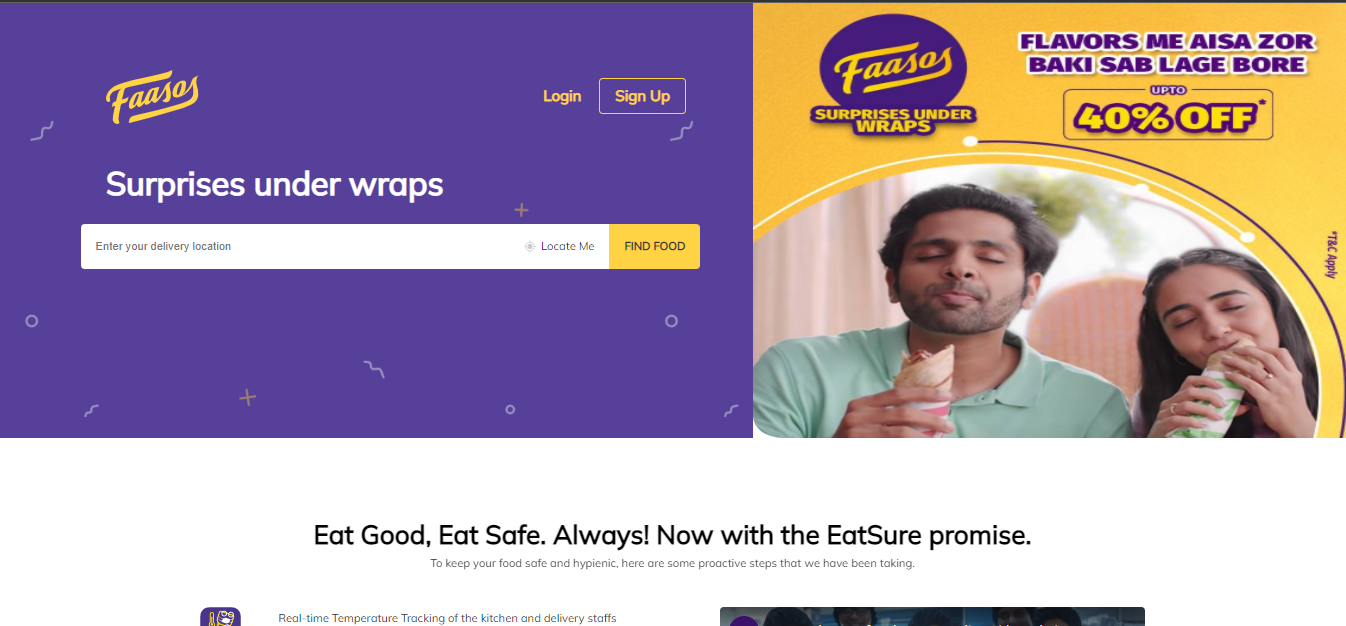 Faasos
Login
Sign Up
Surprises under wraps
Enter your delivery location
Locate Me
FIND FOOD
Faasos
SURPRISES UNDER
WRAPS
FLAVORS ME AISA ZOR
BAKI SAB LAGE BORE
UPTO
40% OFF*
*T&C Apply
Eat Good, Eat Safe. Always! Now with the EatSure promise.
To keep your food safe and hypienic, here are some proactive steps that we have been taking.
Real-time Temperature Tracking of the kitchen and delivery staffs